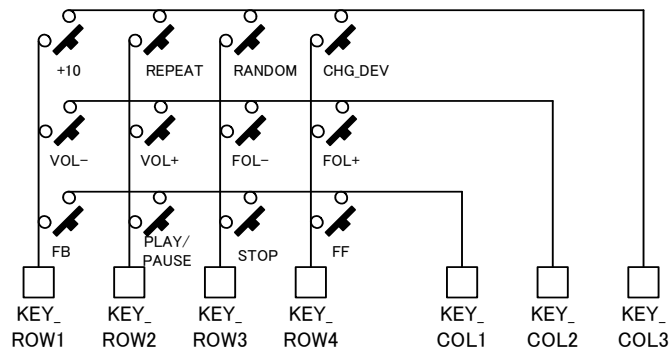 +10 REPEAT RANDOM CHG_DEV
VOL- VOL+ FOL- FOL+
FB PLAY/ STOP FF
PAUSE
KEY_ KEY_ KEY_ KEY_ KEY_ KEY_ KEY_
ROW1 ROW2 ROW3 ROW4 COL1 COL2 COL3